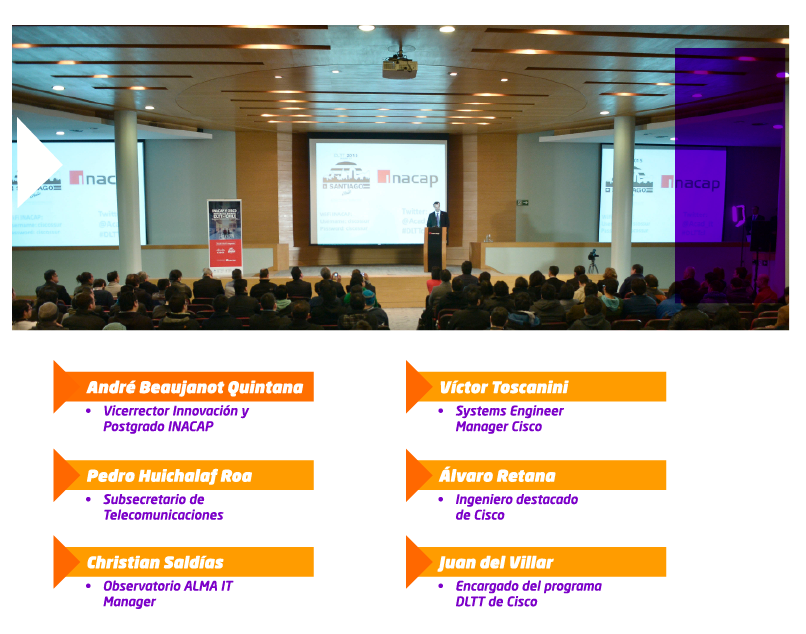 SANTIAGO
inacap
inacap
nacap
André Beaujanot Quintana
• Vicerrector Innovación y
Postgrado INACAP
Víctor Toscanini
• Systems Engineer
Manager Cisco
Pedro Huichalaf Roa
• Subsecretario de
Telecomunicaciones
Álvaro Retana
• Ingeniero destacado
de Cisco
Christian Saldías
• Observatorio ALMA IT
Manager
Juan del Villar
• Encargado del programa
DLTT de Cisco